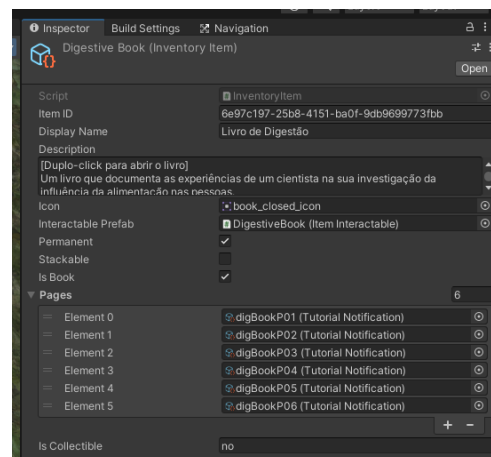 Inspector Build Settings Navigation
Digestive Book (Inventory Item)
Open
Script InventoryItem
Item ID 6e97c197-25b8-4151-ba0f-9db9699773fbb
Display Name Livro de Digestão
Description
[Duplo-click para abrir o livro]
Um livro que documenta as experiências de um cientista na sua investigação da
influência da alimentação nas pessoas.
Icon book_closed_icon
Interactable Prefab DigestiveBook (Item Interactable)
Permanent
Stackable
Is Book
Pages 6
Element 0 digBookP01 (Tutorial Notification)
Element 1 digBookP02 (Tutorial Notification)
Element 2 digBookP03 (Tutorial Notification)
Element 3 digBookP04 (Tutorial Notification)
Element 4 digBookP05 (Tutorial Notification)
Element 5 digBookP06 (Tutorial Notification)
+ -
Is Collectible no